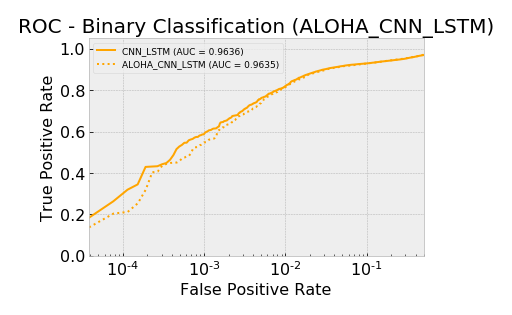 ROC - Binary Classification (ALOHA_CNN_LSTM)
CNN_LSTM (AUC = 0.9636)
ALOHA_CNN_LSTM (AUC = 0.9635)
True Positive Rate
1.0
0.8
0.6
0.4
0.2
0.0
10^-4 10^-3 10^-2 10^-1
False Positive Rate